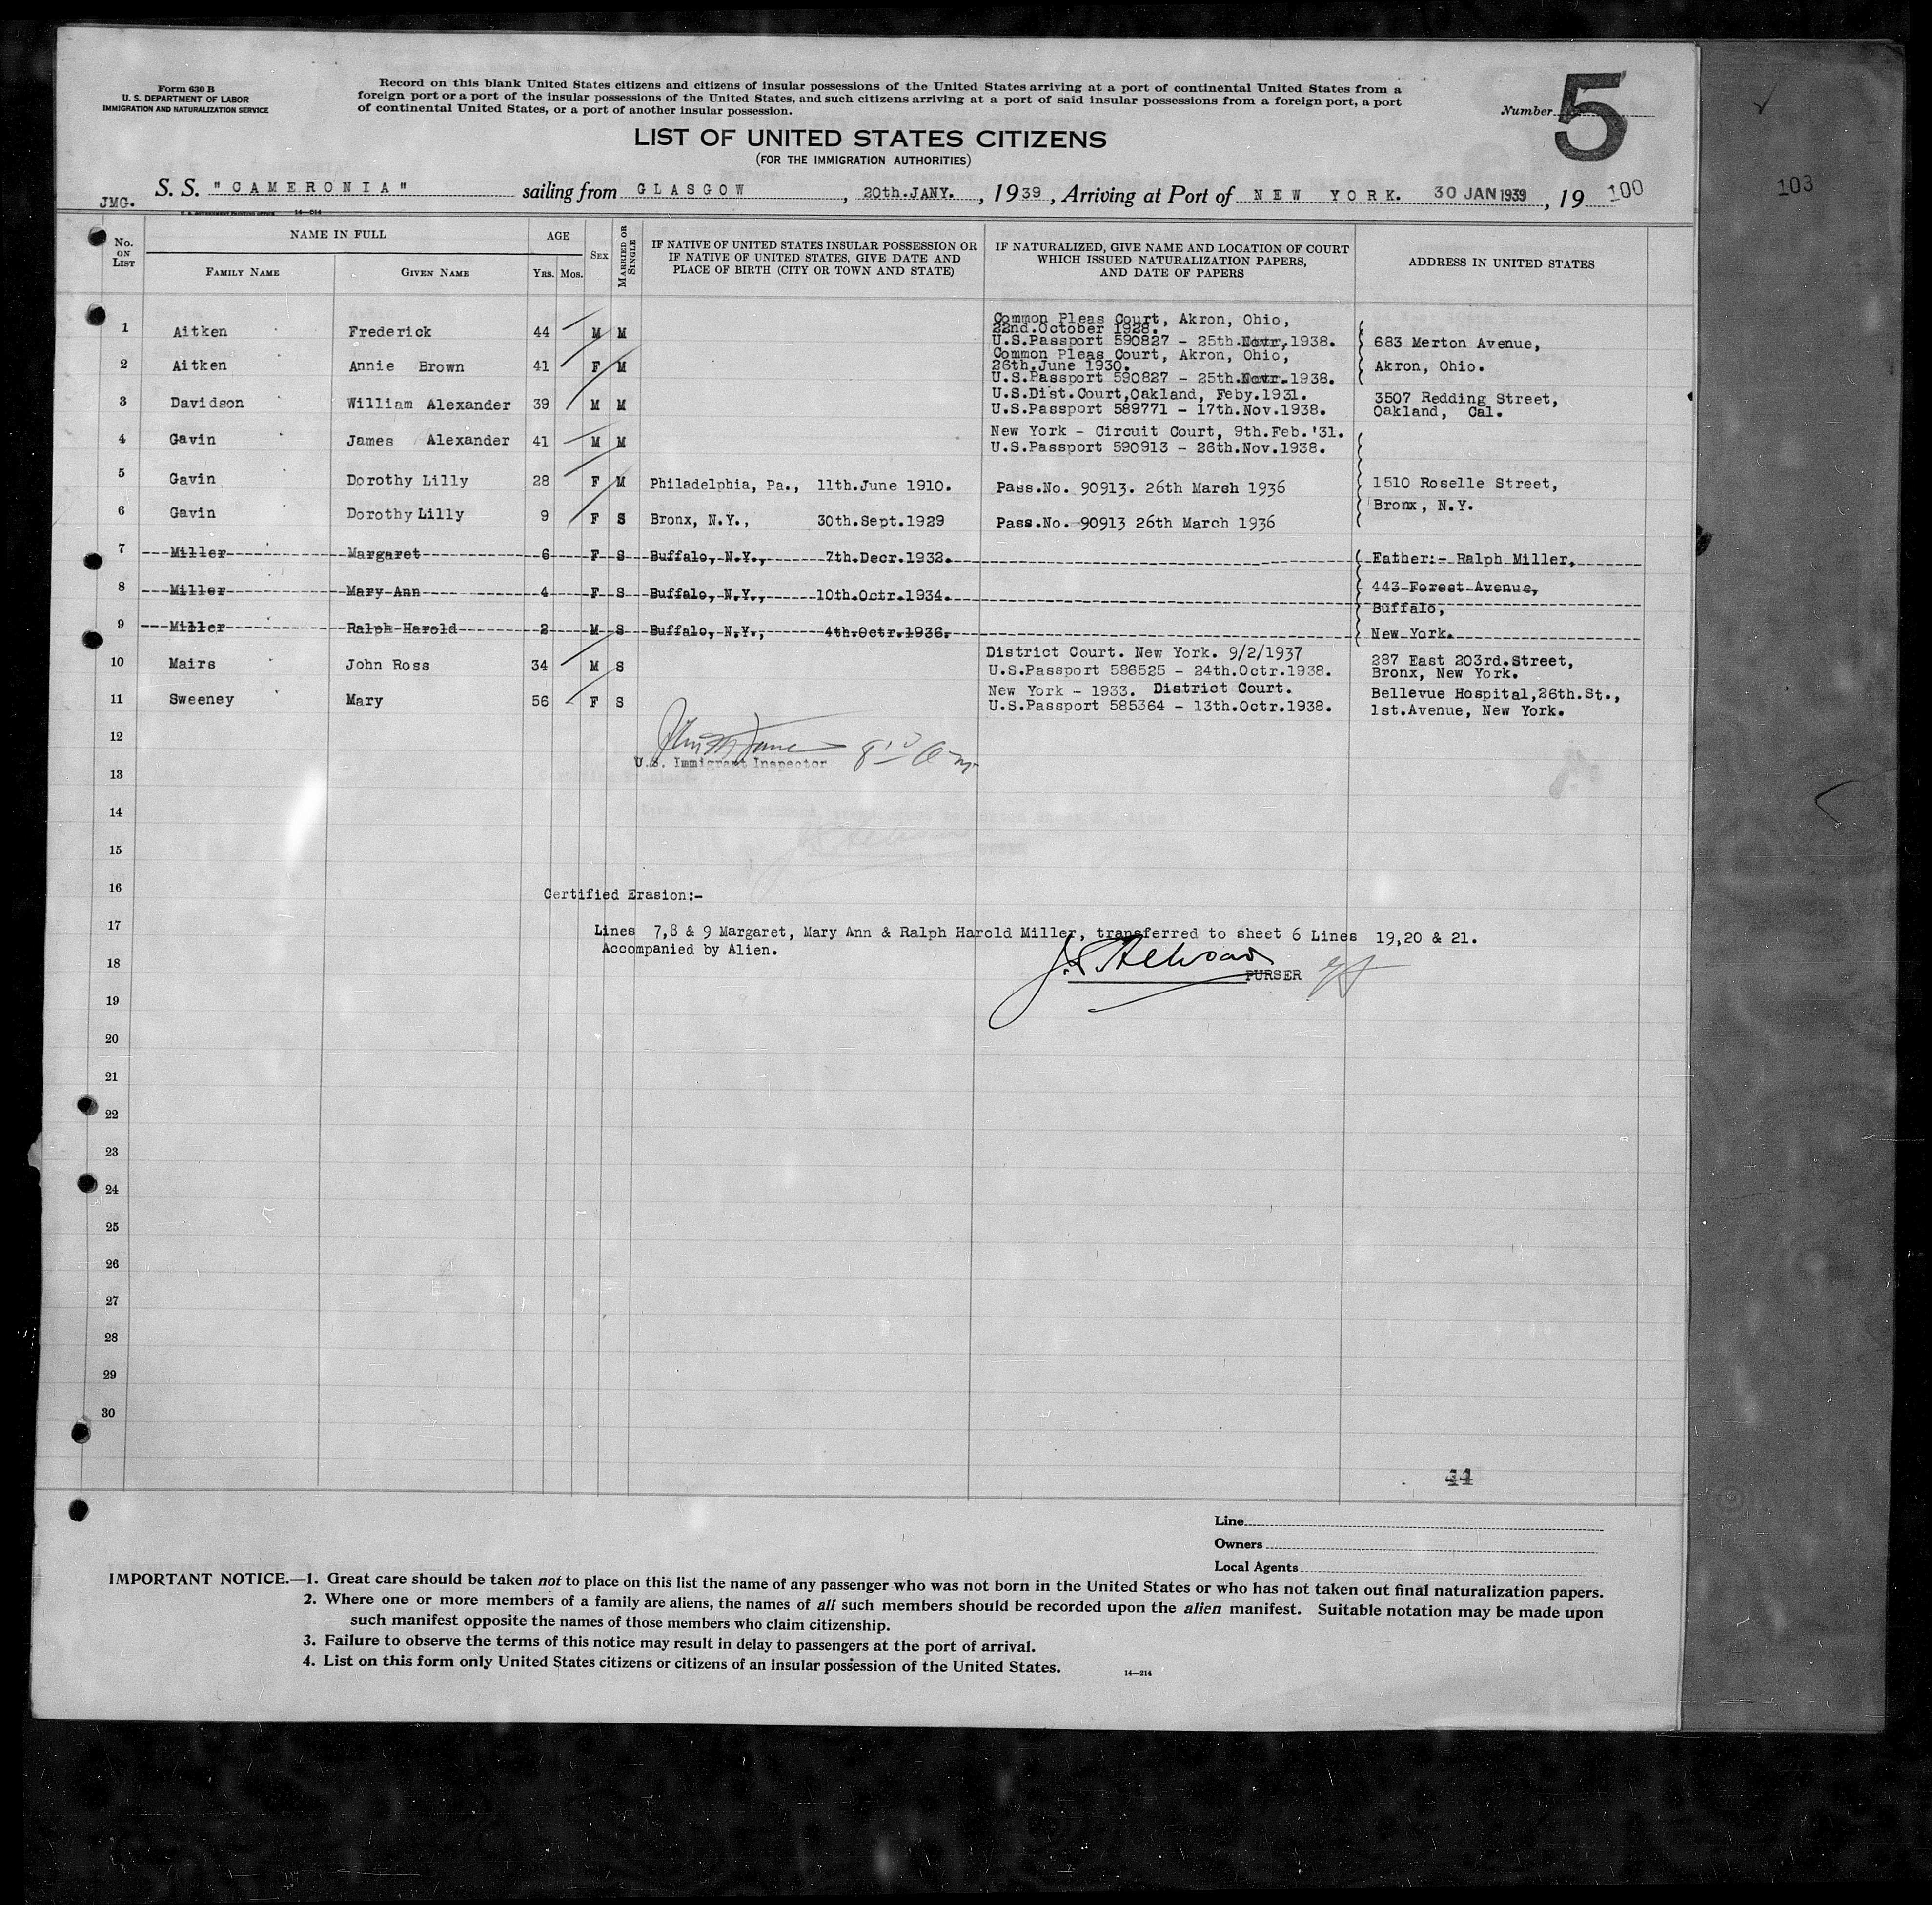 Form 630 B
U. S. DEPARTMENT OF LABOR
IMMIGRATION AND NATURALIZATION SERVICE
Record on this blank United States citizens and citizens of insular possessions of the United States arriving at a port of continental United States from a
foreign port or a port of the insular possessions of the United States, and such citizens arriving at a port of said insular possessions from a foreign port, a port
of continental United States, or a port of another insular possession.
Number 5
LIST OF UNITED STATES CITIZENS
(FOR THE IMMIGRATION AUTHORITIES)
JMG. S. S. "CAMERONIA" sailing from GLASGOW, 20th.JANY., 1939, Arriving at Port of NEW YORK. 30 JAN 1939, 19 100
103
U. S. GOVERNMENT PRINTING OFFICE 14-214
No. ON LIST NAME IN FULL AGE SEX MARRIED OR SINGLE IF NATIVE OF UNITED STATES INSULAR POSSESSION OR IF NATIVE OF UNITED STATES, GIVE DATE AND PLACE OF BIRTH (CITY OR TOWN AND STATE) IF NATURALIZED, GIVE NAME AND LOCATION OF COURT WHICH ISSUED NATURALIZATION PAPERS, AND DATE OF PAPERS ADDRESS IN UNITED STATES
FAMILY NAME GIVEN NAME YRS. MOS.
1 Aitken Frederick 44 M M Common Pleas Court, Akron, Ohio, 22nd.October 1928. U.S.Passport 590827 - 25th.Novr.1938. 683 Merton Avenue,
2 Aitken Annie Brown 41 F M Common Pleas Court, Akron, Ohio, 26th.June 1930. U.S.Passport 590827 - 25th.Novr.1938. Akron, Ohio.
3 Davidson William Alexander 39 M M U.S.Dist.Court,Oakland, Feby.1931. U.S.Passport 589771 - 17th.Nov.1938. 3507 Redding Street, Oakland, Cal.
4 Gavin James Alexander 41 M M New York - Circuit Court, 9th.Feb.'31. U.S.Passport 590913 - 26th.Nov.1938.
5 Gavin Dorothy Lilly 28 F M Philadelphia, Pa., 11th.June 1910. Pass.No. 90913. 26th March 1936 1510 Roselle Street,
6 Gavin Dorothy Lilly 9 F S Bronx, N.Y., 30th.Sept.1929 Pass.No. 90913 26th March 1936 Bronx, N.Y.
7 Miller Margaret 6 F S Buffalo, N.Y., 7th.Decr.1932. Father:- Ralph Miller,
8 Miller Mary Ann 4 F S Buffalo, N.Y., 10th.Octr.1934. 443 Forest Avenue, Buffalo,
9 Miller Ralph Harold 2 M S Buffalo, N.Y., 4th.Octr.1936. New York.
10 Mairs John Ross 34 M S District Court. New York. 9/2/1937 U.S.Passport 586525 - 24th.Octr.1938. 287 East 203rd.Street, Bronx, New York.
11 Sweeney Mary 56 F S New York - 1933. District Court. U.S.Passport 585364 - 13th.Octr.1938. Bellevue Hospital,26th.St., 1st.Avenue, New York.
12
U.S. Immigrant Inspector
13
14
15
16
Certified Erasion:-
17
Lines 7,8 & 9 Margaret, Mary Ann & Ralph Harold Miller, transferred to sheet 6 Lines 19,20 & 21.
Accompanied by Alien.
18
PURSER
19
20
21
22
23
24
25
26
27
28
29
30
Line
Owners
Local Agents
IMPORTANT NOTICE.—1. Great care should be taken not to place on this list the name of any passenger who was not born in the United States or who has not taken out final naturalization papers.
2. Where one or more members of a family are aliens, the names of all such members should be recorded upon the alien manifest. Suitable notation may be made upon
such manifest opposite the names of those members who claim citizenship.
3. Failure to observe the terms of this notice may result in delay to passengers at the port of arrival.
4. List on this form only United States citizens or citizens of an insular possession of the United States.
14—214